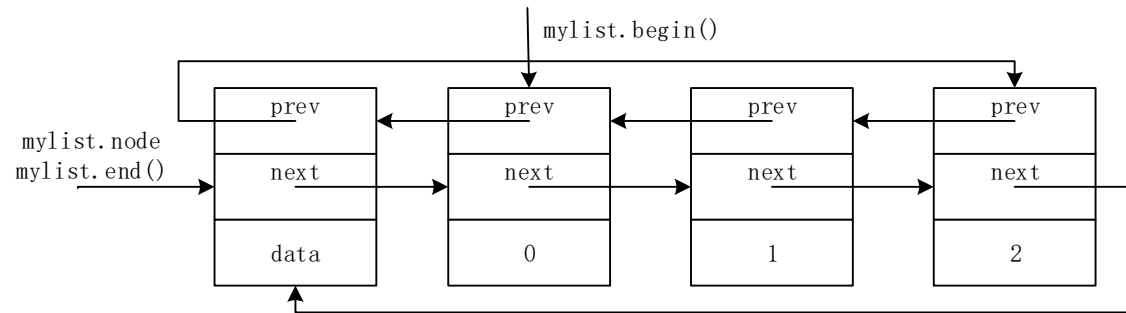 mylist.begin()
prev prev prev prev
mylist.node
mylist.end()
next next next next
data 0 1 2